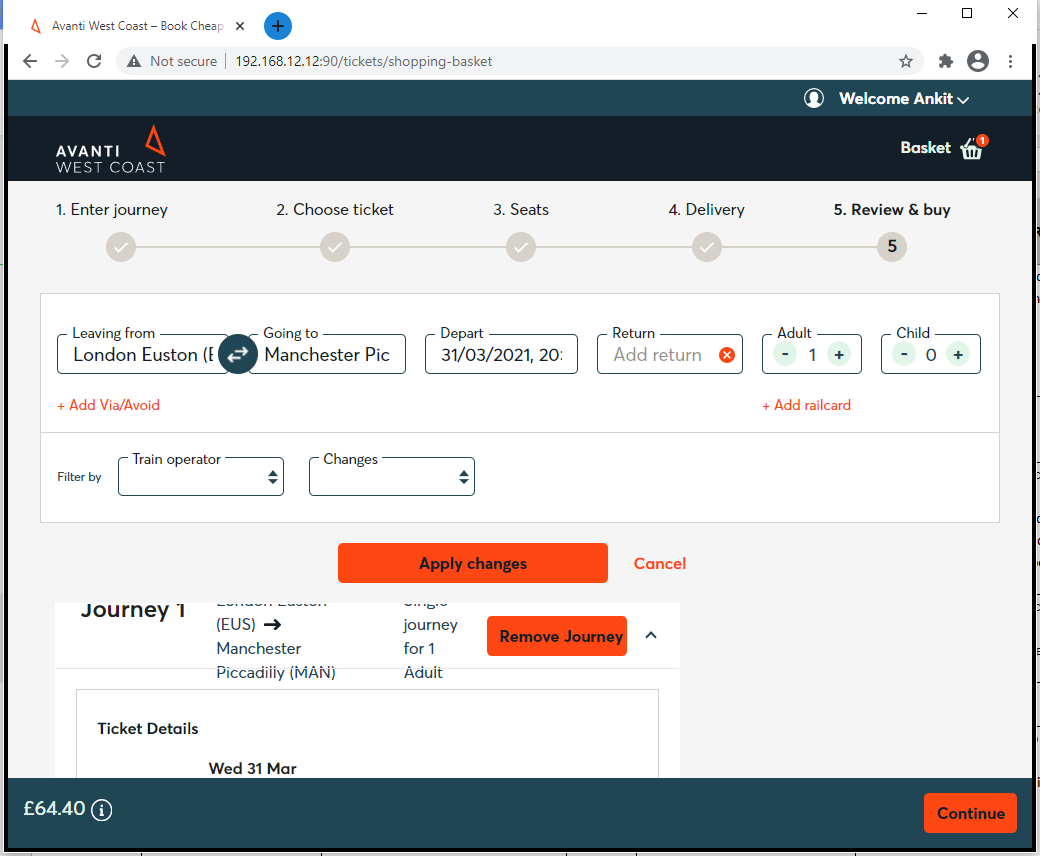 Avanti West Coast – Book Cheap
Not secure | 192.168.12.12:90/tickets/shopping-basket
Welcome Ankit
AVANTI
WEST COAST
Basket 1
1. Enter journey 2. Choose ticket 3. Seats 4. Delivery 5. Review & buy
5
Leaving from Going to Depart Return Adult Child
London Euston (E Manchester Pic 31/03/2021, 20: Add return - 1 + - 0 +
+ Add Via/Avoid + Add railcard
Train operator Changes
Filter by
Apply changes Cancel
Journey 1
London Euston
(EUS) →
Manchester
Piccadilly (MAN)
Single
journey
for 1
Adult
Remove Journey
Ticket Details
Wed 31 Mar
£64.40 i
Continue